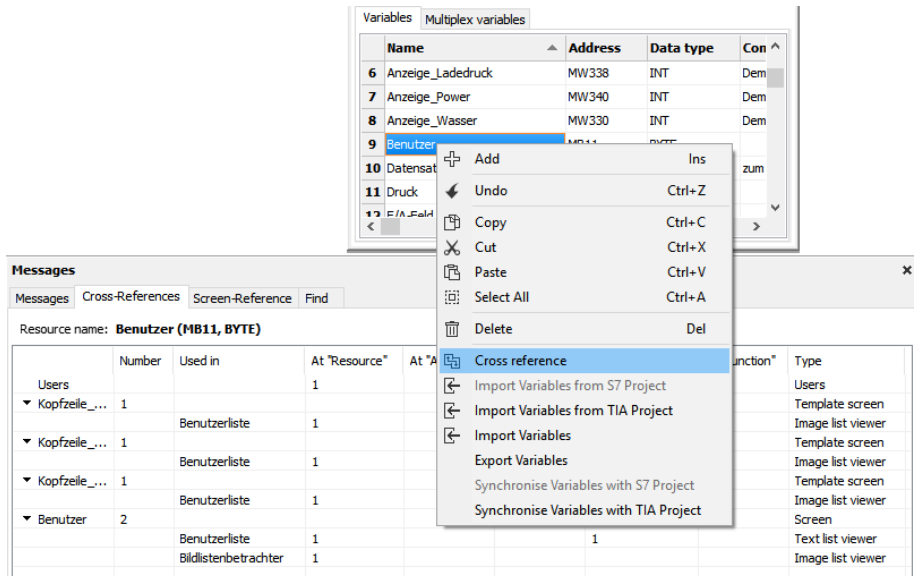 Variables Multiplex variables
Name Address Data type Con
6 Anzeige_Ladedruck MW338 INT Dem
7 Anzeige_Power MW340 INT Dem
8 Anzeige_Wasser MW330 INT Dem
9 Benutzer MB11 BYTE
10 Datensat zum
11 Druck
12 E/A-Feld
Add Ins
Undo Ctrl+Z
Copy Ctrl+C
Cut Ctrl+X
Paste Ctrl+V
Select All Ctrl+A
Delete Del
Cross reference
Import Variables from S7 Project
Import Variables from TIA Project
Import Variables
Export Variables
Synchronise Variables with S7 Project
Synchronise Variables with TIA Project
Messages
Messages Cross-References Screen-Reference Find
Resource name: Benutzer (MB11, BYTE)
Number Used in At "Resource" At "A unction" Type
Users 1 Users
Kopfzeile_... 1 Template screen
Benutzerliste 1 Image list viewer
Kopfzeile_... 1 Template screen
Benutzerliste 1 Image list viewer
Kopfzeile_... 1 Template screen
Benutzerliste 1 Image list viewer
Benutzer 2 Screen
Benutzerliste 1 1 Text list viewer
Bildlistenbetrachter 1 Image list viewer